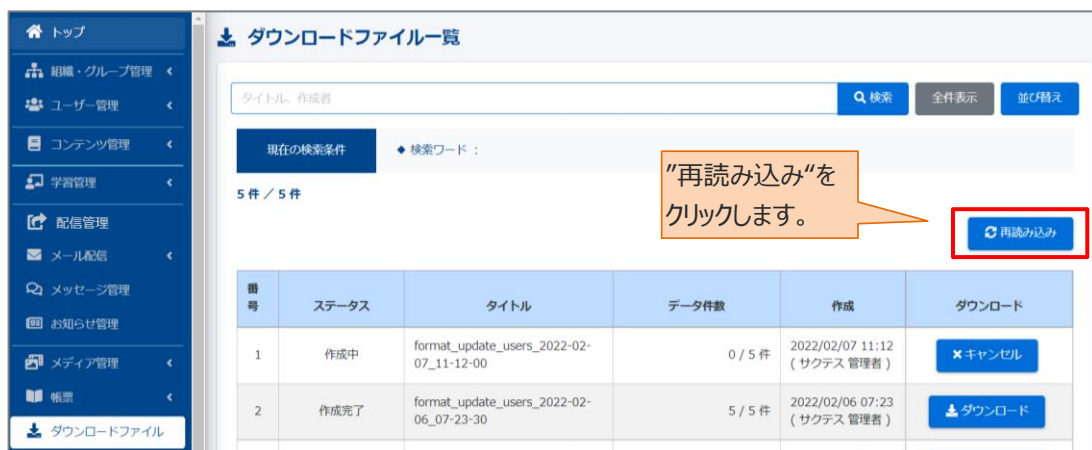 トップ
組織・グループ管理
ユーザー管理
コンテンツ管理
学習管理
配信管理
メール配信
メッセージ管理
お知らせ管理
メディア管理
帳票
ダウンロードファイル
ダウンロードファイル一覧
タイトル、作成者
検索
全件表示
並び替え
現在の検索条件
◆ 検索ワード :
5 件 / 5 件
”再読み込み“を
クリックします。
再読み込み
番号 ステータス タイトル データ件数 作成 ダウンロード
1 作成中 format_update_users_2022-02-07_11-12-00 0 / 5 件 2022/02/07 11:12 ( サクテス 管理者 ) キャンセル
2 作成完了 format_update_users_2022-02-06_07-23-30 5 / 5 件 2022/02/06 07:23 ( サクテス 管理者 ) ダウンロード